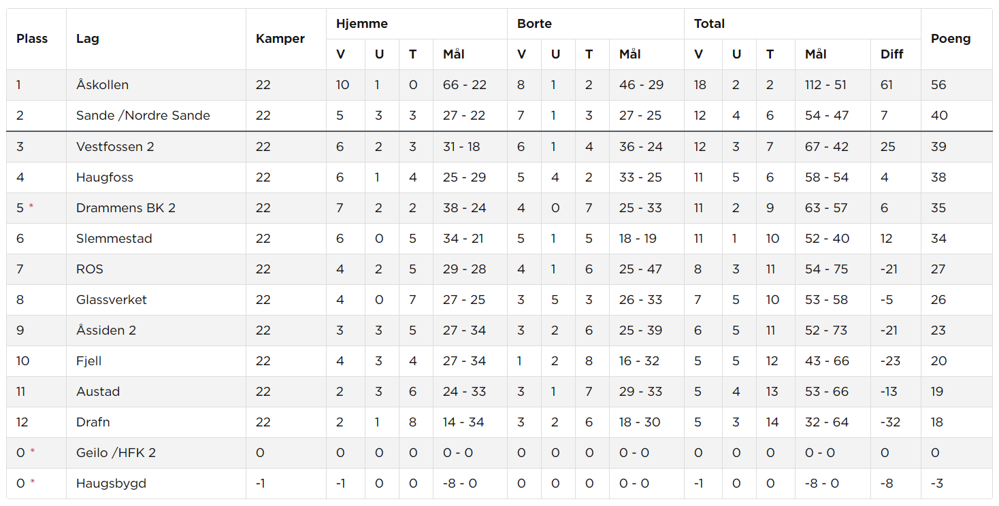 Plass Lag Kamper Hjemme Borte Total Poeng
V U T Mål V U T Mål V U T Mål Diff
1 Åskollen 22 10 1 0 66 - 22 8 1 2 46 - 29 18 2 2 112 - 51 61 56
2 Sande /Nordre Sande 22 5 3 3 27 - 22 7 1 3 27 - 25 12 4 6 54 - 47 7 40
3 Vestfossen 2 22 6 2 3 31 - 18 6 1 4 36 - 24 12 3 7 67 - 42 25 39
4 Haugfoss 22 6 1 4 25 - 29 5 4 2 33 - 25 11 5 6 58 - 54 4 38
5 * Drammens BK 2 22 7 2 2 38 - 24 4 0 7 25 - 33 11 2 9 63 - 57 6 35
6 Slemmestad 22 6 0 5 34 - 21 5 1 5 18 - 19 11 1 10 52 - 40 12 34
7 ROS 22 4 2 5 29 - 28 4 1 6 25 - 47 8 3 11 54 - 75 -21 27
8 Glassverket 22 4 0 7 27 - 25 3 5 3 26 - 33 7 5 10 53 - 58 -5 26
9 Åssiden 2 22 3 3 5 27 - 34 3 2 6 25 - 39 6 5 11 52 - 73 -21 23
10 Fjell 22 4 3 4 27 - 34 1 2 8 16 - 32 5 5 12 43 - 66 -23 20
11 Austad 22 2 3 6 24 - 33 3 1 7 29 - 33 5 4 13 53 - 66 -13 19
12 Drafn 22 2 1 8 14 - 34 3 2 6 18 - 30 5 3 14 32 - 64 -32 18
0 * Geilo /HFK 2 0 0 0 0 0 - 0 0 0 0 0 - 0 0 0 0 0 - 0 0 0
0 * Haugsbygd -1 -1 0 0 -8 - 0 0 0 0 0 - 0 -1 0 0 -8 - 0 -8 -3